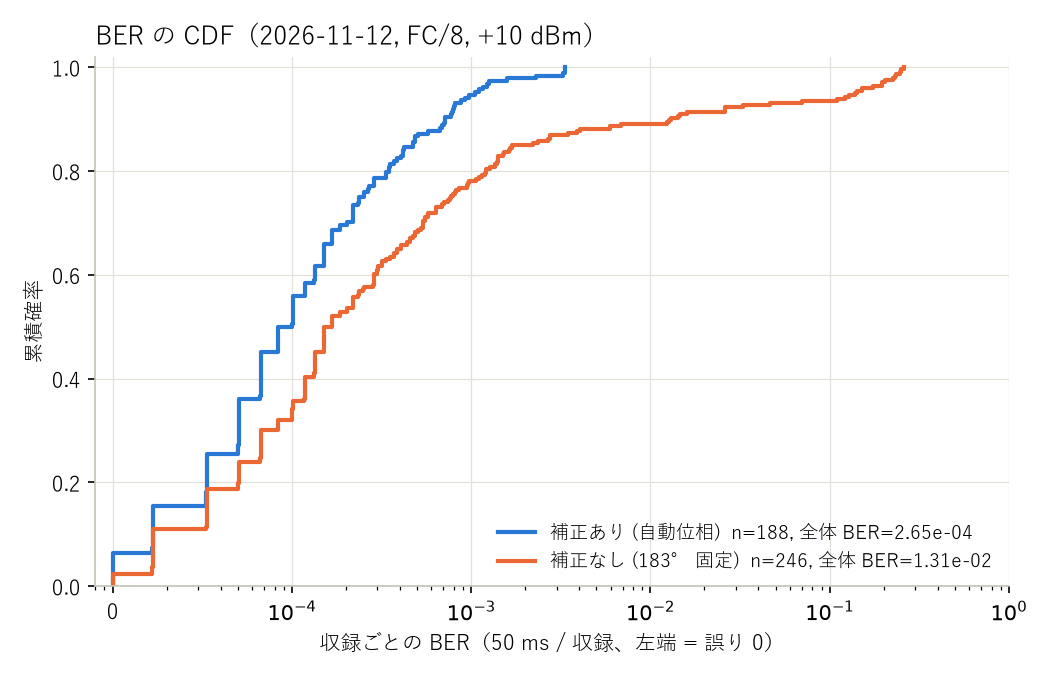 BER の CDF（2026-11-12, FC/8, +10 dBm）
1.0
0.8
0.6
0.4
0.2
0.0
累積確率
補正あり (自動位相) n=188, 全体 BER=2.65e-04
補正なし (183° 固定) n=246, 全体 BER=1.31e-02
0
10⁻⁴
10⁻³
10⁻²
10⁻¹
10⁰
収録ごとの BER（50 ms / 収録、左端 = 誤り 0）